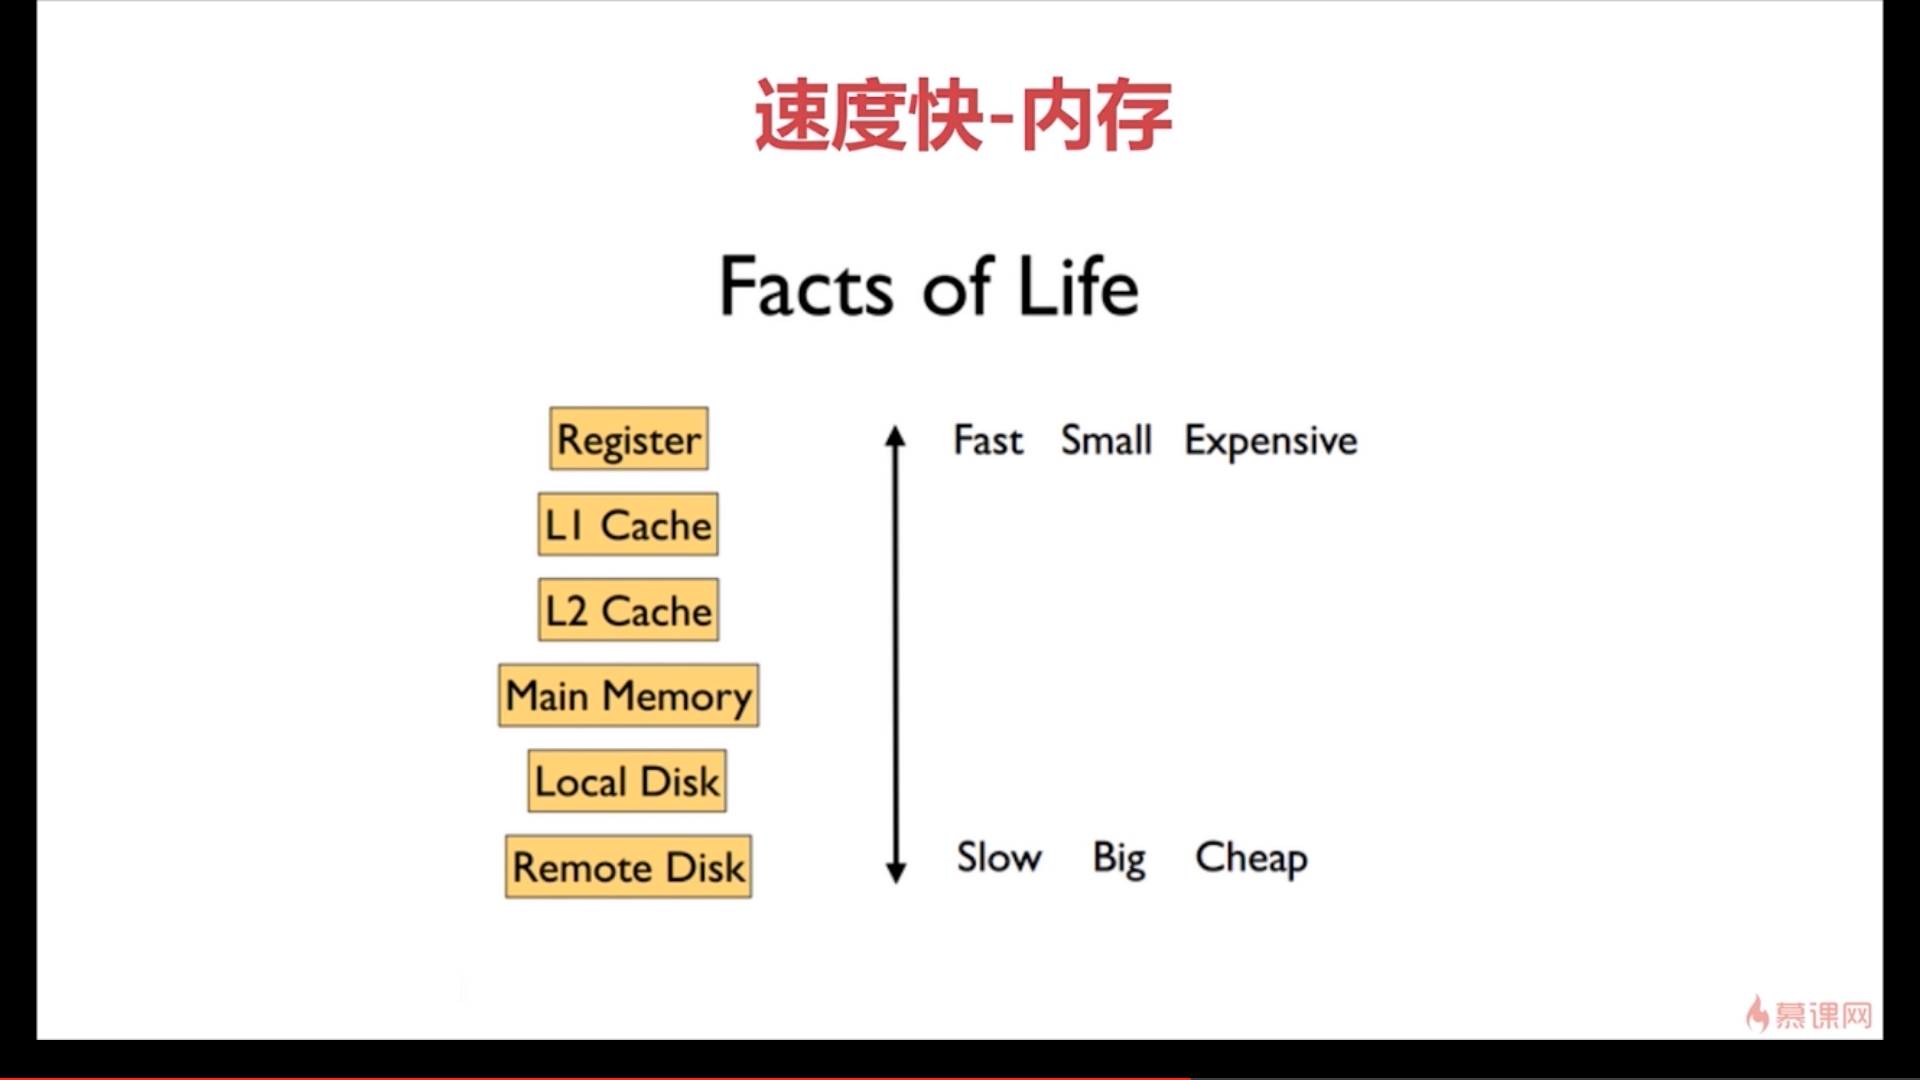 速度快-内存
Facts of Life
Register
Fast Small Expensive
L1 Cache
L2 Cache
Main Memory
Local Disk
Remote Disk
Slow Big Cheap
慕课网